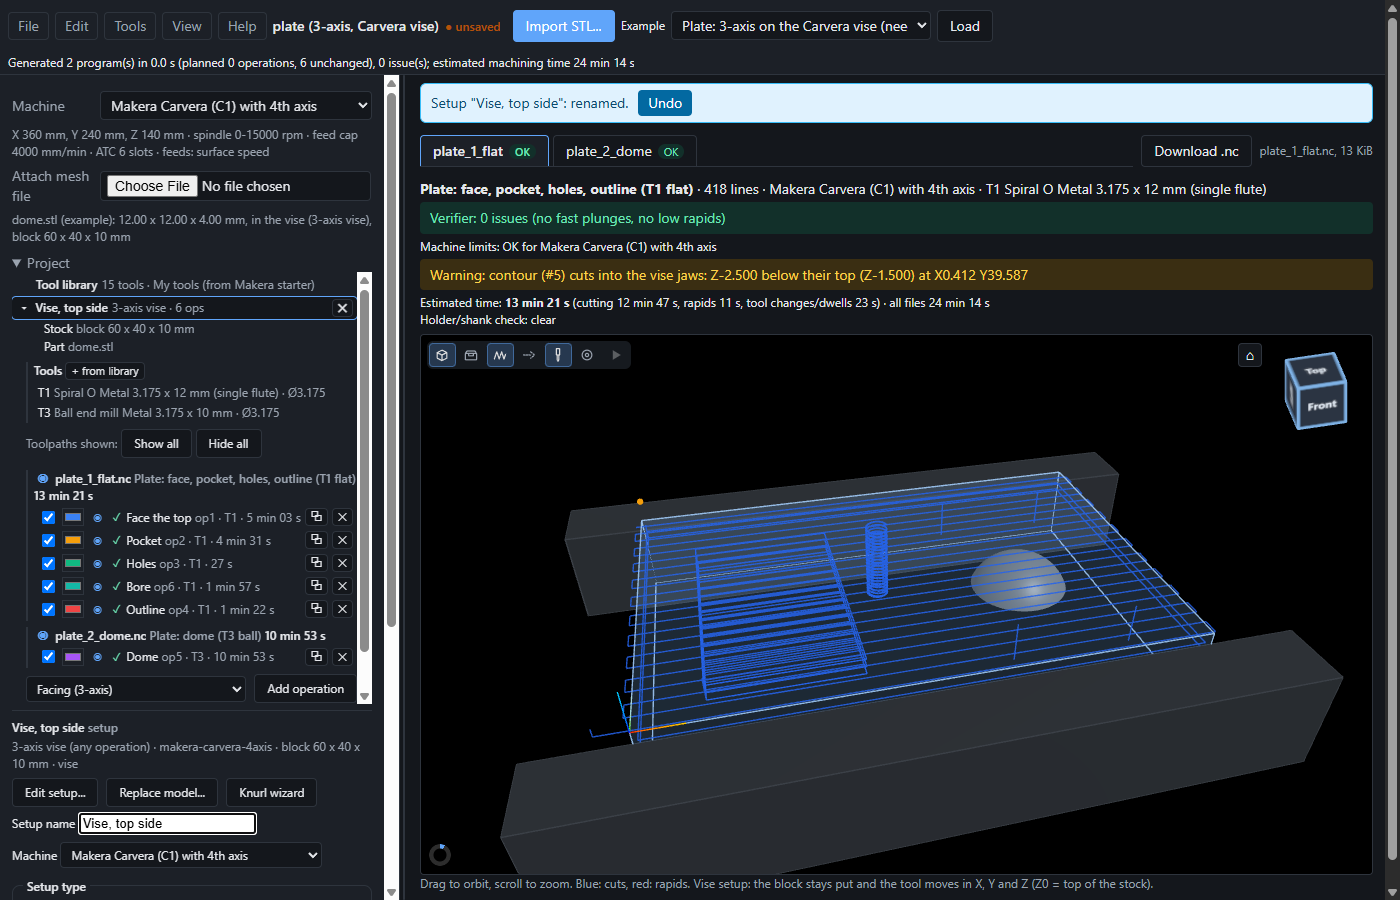 File Edit Tools View Help plate (3-axis, Carvera vise) ● unsaved Import STL... Example Plate: 3-axis on the Carvera vise (nee Load
Generated 2 program(s) in 0.0 s (planned 0 operations, 6 unchanged), 0 issue(s); estimated machining time 24 min 14 s
Machine Makera Carvera (C1) with 4th axis
X 360 mm, Y 240 mm, Z 140 mm · spindle 0-15000 rpm · feed cap
4000 mm/min · ATC 6 slots · feeds: surface speed
Attach mesh
file
Choose File No file chosen
dome.stl (example): 12.00 x 12.00 x 4.00 mm, in the vise (3-axis vise),
block 60 x 40 x 10 mm
▼ Project
Tool library 15 tools · My tools (from Makera starter)
Vise, top side 3-axis vise · 6 ops
Stock block 60 x 40 x 10 mm
Part dome.stl
Tools + from library
T1 Spiral O Metal 3.175 x 12 mm (single flute) · Ø3.175
T3 Ball end mill Metal 3.175 x 10 mm · Ø3.175
Toolpaths shown: Show all Hide all
plate_1_flat.nc Plate: face, pocket, holes, outline (T1 flat)
13 min 21 s
✓ Face the top op1 · T1 · 5 min 03 s
✓ Pocket op2 · T1 · 4 min 31 s
✓ Holes op3 · T1 · 27 s
✓ Bore op6 · T1 · 1 min 57 s
✓ Outline op4 · T1 · 1 min 22 s
plate_2_dome.nc Plate: dome (T3 ball) 10 min 53 s
✓ Dome op5 · T3 · 10 min 53 s
Facing (3-axis) Add operation
Vise, top side setup
3-axis vise (any operation) · makera-carvera-4axis · block 60 x 40 x
10 mm · vise
Edit setup... Replace model... Knurl wizard
Setup name Vise, top side
Machine Makera Carvera (C1) with 4th axis
Setup type
Setup "Vise, top side": renamed. Undo
plate_1_flat OK plate_2_dome OK Download .nc plate_1_flat.nc, 13 KiB
Plate: face, pocket, holes, outline (T1 flat) · 418 lines · Makera Carvera (C1) with 4th axis · T1 Spiral O Metal 3.175 x 12 mm (single flute)
Verifier: 0 issues (no fast plunges, no low rapids)
Machine limits: OK for Makera Carvera (C1) with 4th axis
Warning: contour (#5) cuts into the vise jaws: Z-2.500 below their top (Z-1.500) at X0.412 Y39.587
Estimated time: 13 min 21 s (cutting 12 min 47 s, rapids 11 s, tool changes/dwells 23 s) · all files 24 min 14 s
Holder/shank check: clear
Top
Front
Drag to orbit, scroll to zoom. Blue: cuts, red: rapids. Vise setup: the block stays put and the tool moves in X, Y and Z (Z0 = top of the stock).